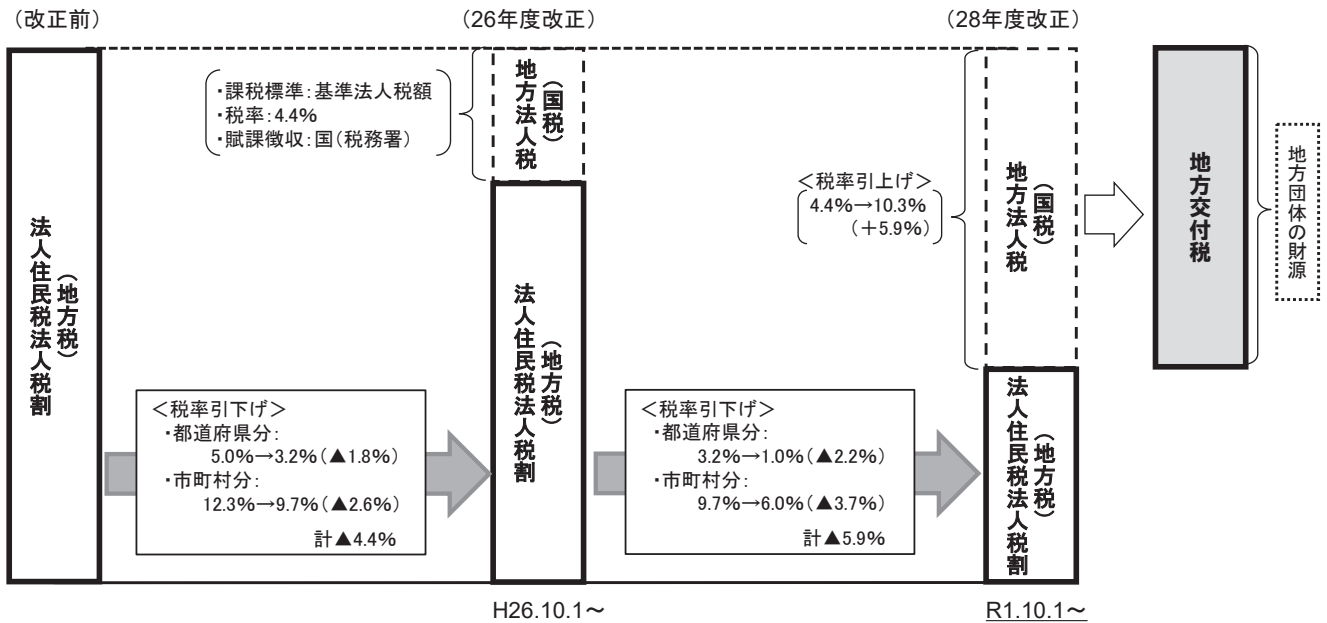 (改正前)
(26年度改正)
(28年度改正)
法人住民税法人税割
(地方税)
・課税標準:基準法人税額
・税率:4.4%
・賦課徴収:国(税務署)
地方法人税
(国税)
法人住民税法人税割
(地方税)
<税率引下げ>
・都道府県分:
5.0%→3.2%(▲1.8%)
・市町村分:
12.3%→9.7%(▲2.6%)
計▲4.4%
<税率引下げ>
・都道府県分:
3.2%→1.0%(▲2.2%)
・市町村分:
9.7%→6.0%(▲3.7%)
計▲5.9%
<税率引上げ>
4.4%→10.3%
(+5.9%)
地方法人税
(国税)
法人住民税法人税割
(地方税)
地方交付税
地方団体の財源
H26.10.1~
R1.10.1~